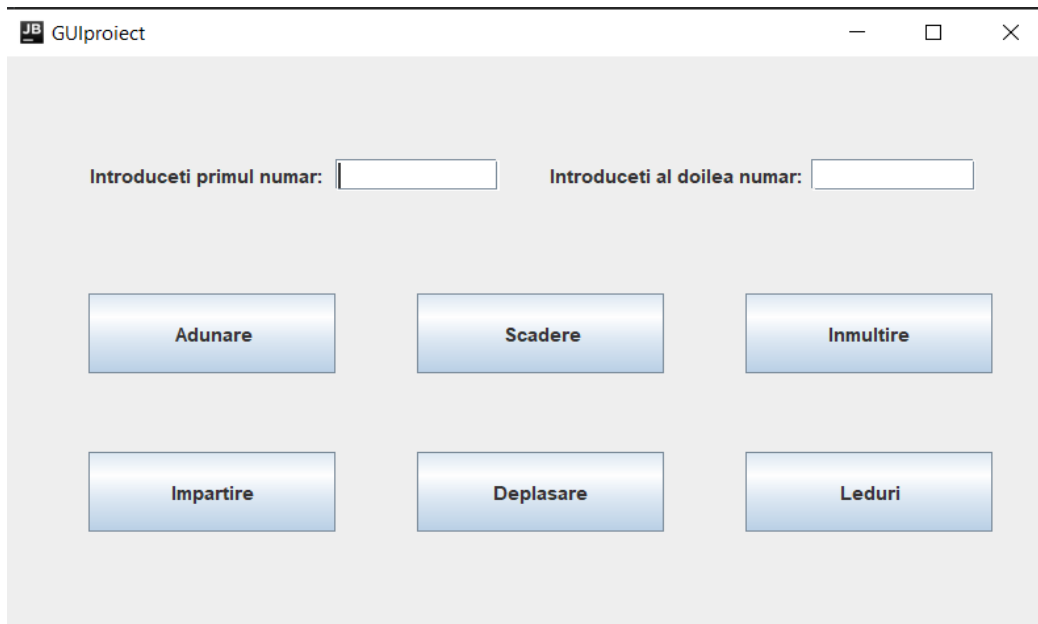 JB GUIproiect
Introduceti primul numar: Introduceti al doilea numar:
Adunare Scadere Inmultire
Impartire Deplasare Leduri